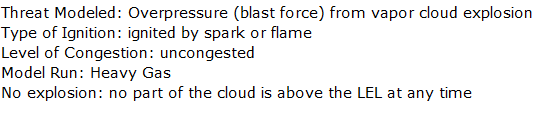 Threat Modeled: Overpressure (blast force) from vapor cloud explosion
Type of Ignition: ignited by spark or flame
Level of Congestion: uncongested
Model Run: Heavy Gas
No explosion: no part of the cloud is above the LEL at any time